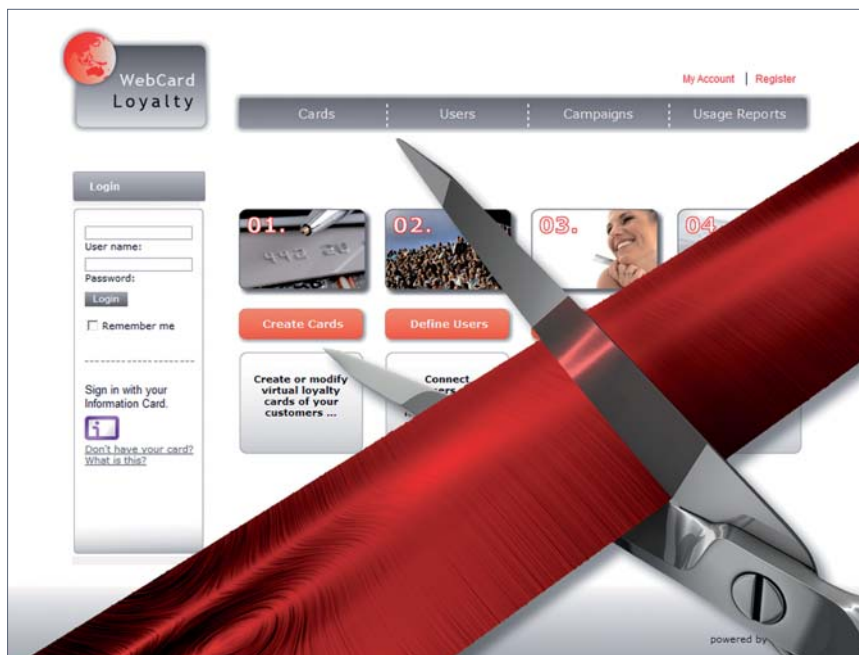 WebCard
Loyalty
My Account | Register
Cards
Users
Campaigns
Usage Reports
Login
User name:
Password:
Login
Remember me
Sign in with your
Information Card.
Don't have your card?
What is this?
01.
02.
03.
04.
Create Cards
Define Users
Create or modify
virtual loyalty
cards of your
customers ...
Connect
powered by